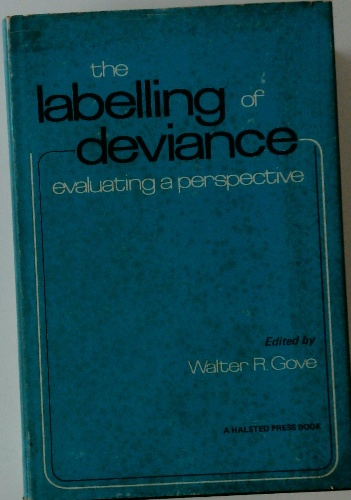 the
labelling of
deviance
evaluating a perspective
Edited by
Walter R. Gove
A HALSTED PRESS BOOK